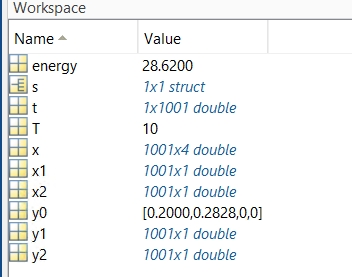 Workspace
Name Value
energy 28.6200
s 1x1 struct
t 1x1001 double
T 10
x 1001x4 double
x1 1001x1 double
x2 1001x1 double
y0 [0.2000,0.2828,0,0]
y1 1001x1 double
y2 1001x1 double